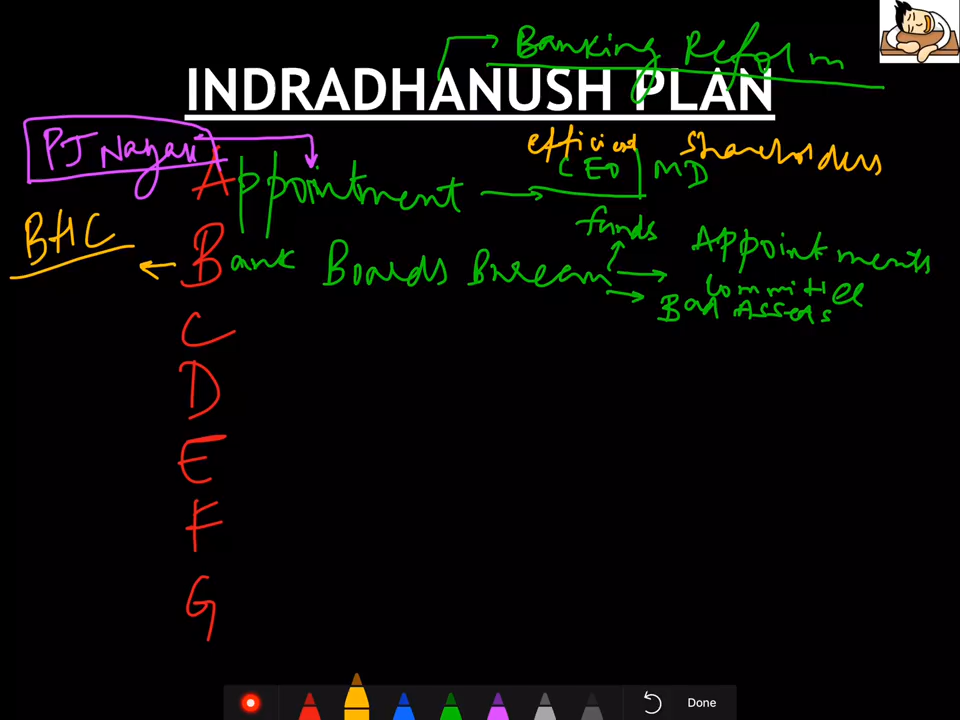 Banking Reform
INDRADHANUSH PLAN
PJ Nayak
efficient shareholders
Appointment → CEO | MD
BHC
funds
Bank Boards Bureau → Appointments
committee
Bad Assets
C
D
E
F
G
Done